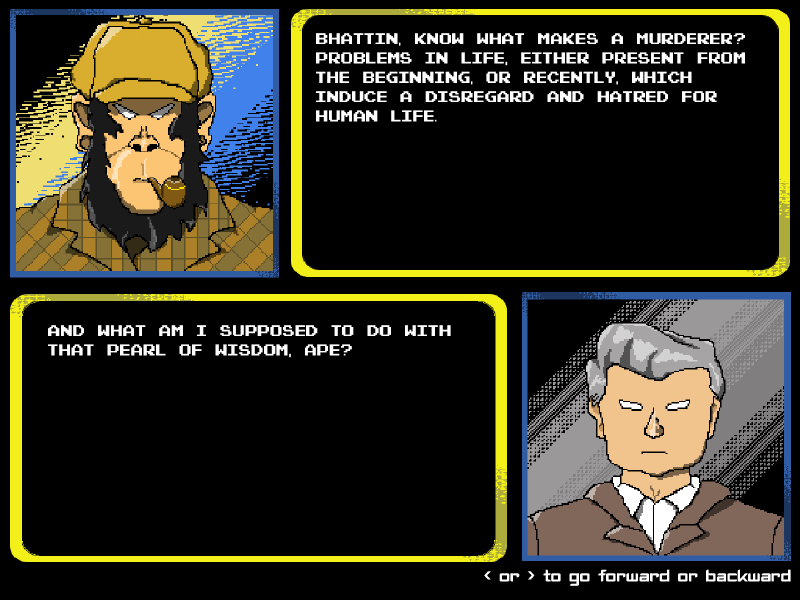 BHATTIN, KNOW WHAT MAKES A MURDERER?
PROBLEMS IN LIFE, EITHER PRESENT FROM
THE BEGINNING, OR RECENTLY, WHICH
INDUCE A DISREGARD AND HATRED FOR
HUMAN LIFE.
AND WHAT AM I SUPPOSED TO DO WITH
THAT PEARL OF WISDOM, APE?
< or > to go forward or backward